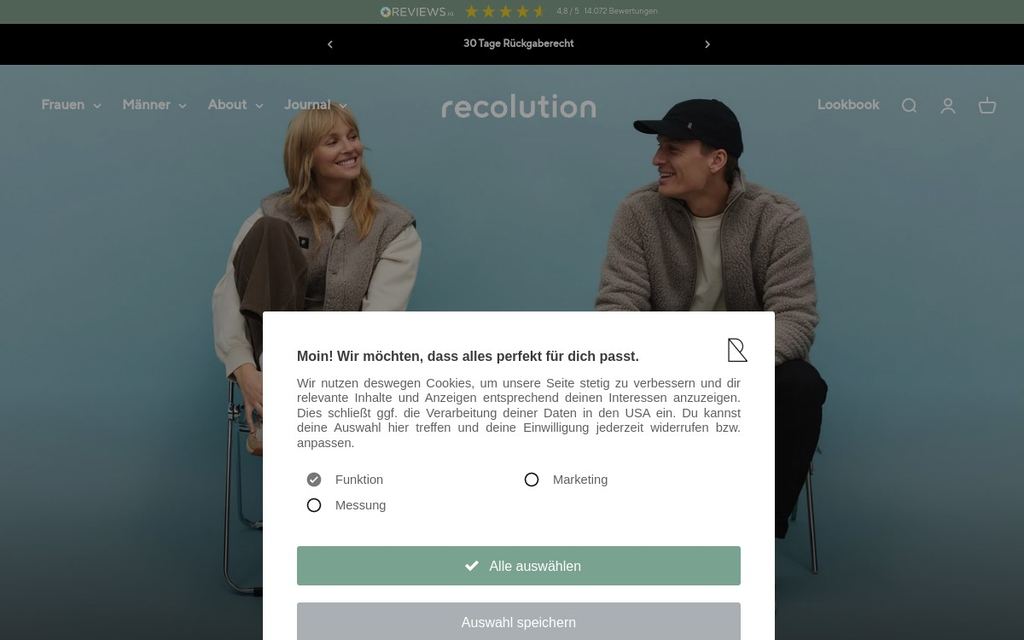 REVIEWS.io 4,8 / 5 14.072 Bewertungen
30 Tage Rückgaberecht
Frauen Männer About Journal recolution Lookbook
Moin! Wir möchten, dass alles perfekt für dich passt.
Wir nutzen deswegen Cookies, um unsere Seite stetig zu verbessern und dir
relevante Inhalte und Anzeigen entsprechend deinen Interessen anzuzeigen.
Dies schließt ggf. die Verarbeitung deiner Daten in den USA ein. Du kannst
deine Auswahl hier treffen und deine Einwilligung jederzeit widerrufen bzw.
anpassen.
Funktion Marketing
Messung
Alle auswählen
Auswahl speichern